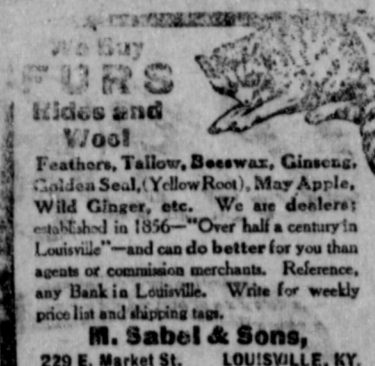 We Buy
FURS
Hides and
Wool
Feathers, Tallow, Beeswax, Ginseng,
Golden Seal, (Yellow Root), May Apple,
Wild Ginger, etc. We are dealers;
established in 1856—"Over half a century in
Louisville"—and can do better for you than
agents or commission merchants. Reference,
any Bank in Louisville. Write for weekly
price list and shipping tags.
M. Sabel & Sons,
229 E. Market St. LOUISVILLE, KY.